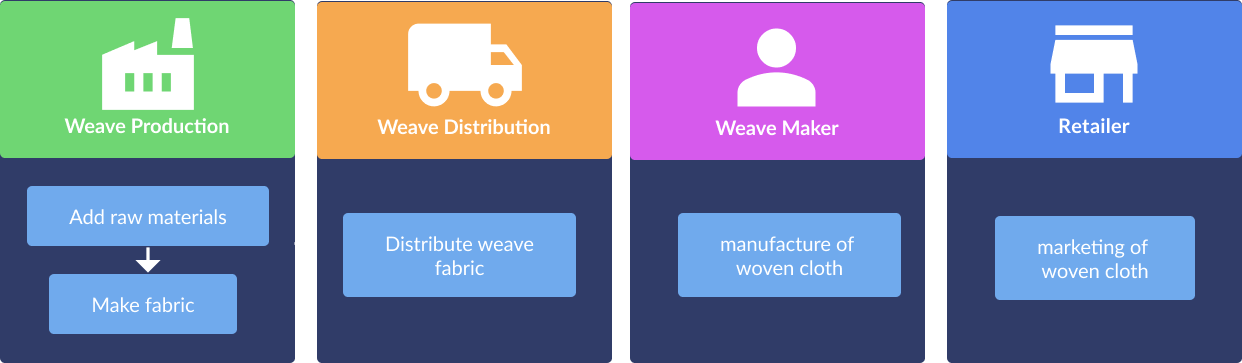 Weave Production
Weave Distribution
Weave Maker
Retailer
Add raw materials
Make fabric
Distribute weave
fabric
manufacture of
woven cloth
marketing of
woven cloth